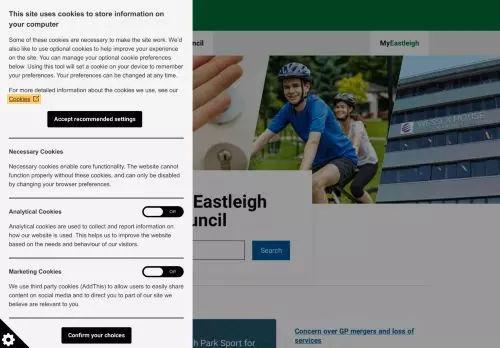 This site uses cookies to store information on
your computer
Some of these cookies are necessary to make the site work. We'd
also like to use optional cookies to help improve your experience
on the site. You can manage your optional cookie preferences
below. Using this tool will set a cookie on your device to remember
your preferences. Your preferences can be changed at any time.
For more detailed information about the cookies we use, see our
Cookies
Accept recommended settings
Necessary Cookies
Necessary cookies enable core functionality. The website cannot
function properly without these cookies, and can only be disabled
by changing your browser preferences.
Analytical Cookies
Off
Analytical cookies are used to collect and report information on
how our website is used. This helps us to improve the website
based on the needs and behaviour of our visitors.
Marketing Cookies
Off
We use third party cookies (AddThis) to allow users to easily share
content on social media and to direct you to part of our site we
believe are relevant to you.
Confirm your choices
uncil
MyEastleigh
Eastleigh
uncil
Search
h Park Sport for
Concern over GP mergers and loss of
services